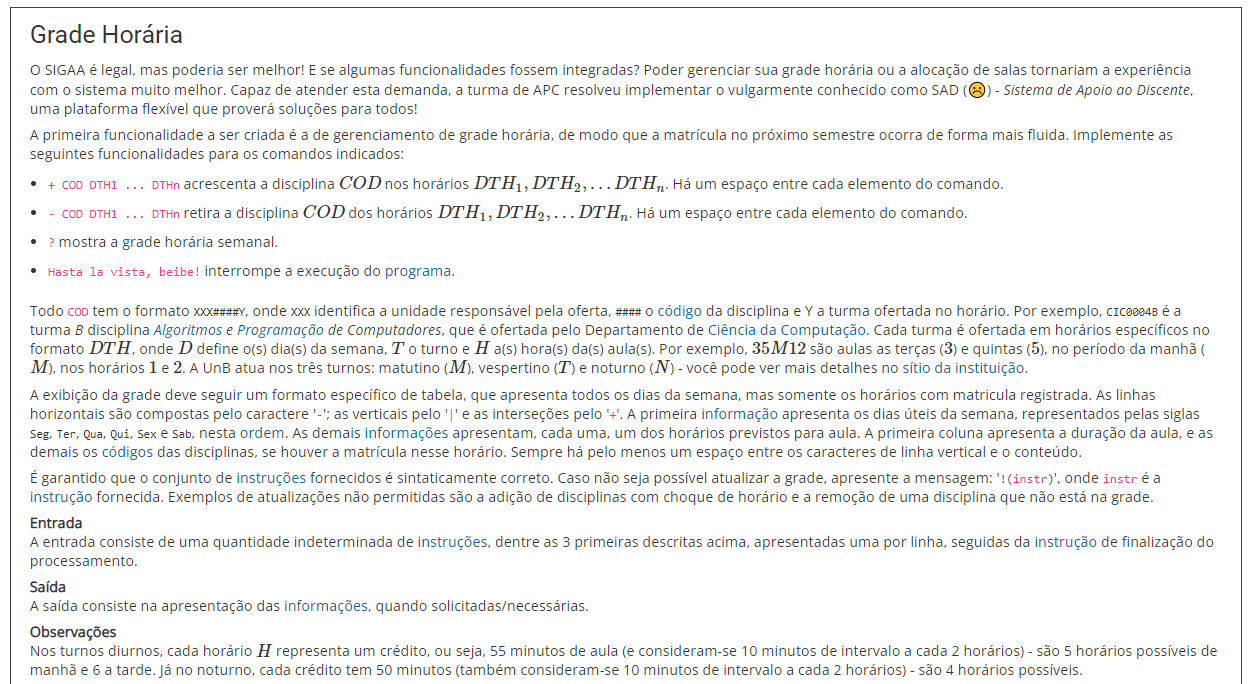 Grade Horária
O SIGAA é legal, mas poderia ser melhor! E se algumas funcionalidades fossem integradas? Poder gerenciar sua grade horária ou a alocação de salas tornariam a experiência
com o sistema muito melhor. Capaz de atender esta demanda, a turma de APC resolveu implementar o vulgarmente conhecido como SAD (☹) - Sistema de Apoio ao Discente,
uma plataforma flexível que proverá soluções para todos!
A primeira funcionalidade a ser criada é a de gerenciamento de grade horária, de modo que a matrícula no próximo semestre ocorra de forma mais fluida. Implemente as
seguintes funcionalidades para os comandos indicados:
• + COD DTH1 ... DTHn acrescenta a disciplina COD nos horários DTH1, DTH2, ... DTHn. Há um espaço entre cada elemento do comando.
• - COD DTH1 ... DTHn retira a disciplina COD dos horários DTH1, DTH2, ... DTHn. Há um espaço entre cada elemento do comando.
• ? mostra a grade horária semanal.
• Hasta la vista, beibe! interrompe a execução do programa.
Todo COD tem o formato XXX####Y, onde XXX identifica a unidade responsável pela oferta, #### o código da disciplina e Y a turma ofertada no horário. Por exemplo, CIC0004B é a
turma B disciplina Algoritmos e Programação de Computadores, que é ofertada pelo Departamento de Ciência da Computação. Cada turma é ofertada em horários específicos no
formato DTH, onde D define o(s) dia(s) da semana, T o turno e H a(s) hora(s) da(s) aula(s). Por exemplo, 35M12 são aulas as terças (3) e quintas (5), no período da manhã (
M), nos horários 1 e 2. A UnB atua nos três turnos: matutino (M), vespertino (T) e noturno (N) - você pode ver mais detalhes no sítio da instituição.
A exibição da grade deve seguir um formato específico de tabela, que apresenta todos os dias da semana, mas somente os horários com matricula registrada. As linhas
horizontais são compostas pelo caractere '-'; as verticais pelo '|' e as interseções pelo '+'. A primeira informação apresenta os dias úteis da semana, representados pelas siglas
Seg, Ter, Qua, Qui, Sex e Sab, nesta ordem. As demais informações apresentam, cada uma, um dos horários previstos para aula. A primeira coluna apresenta a duração da aula, e as
demais os códigos das disciplinas, se houver a matrícula nesse horário. Sempre há pelo menos um espaço entre os caracteres de linha vertical e o conteúdo.
É garantido que o conjunto de instruções fornecidos é sintaticamente correto. Caso não seja possível atualizar a grade, apresente a mensagem: '!(instr)', onde instr é a
instrução fornecida. Exemplos de atualizações não permitidas são a adição de disciplinas com choque de horário e a remoção de uma disciplina que não está na grade.
Entrada
A entrada consiste de uma quantidade indeterminada de instruções, dentre as 3 primeiras descritas acima, apresentadas uma por linha, seguidas da instrução de finalização do
processamento.
Saída
A saída consiste na apresentação das informações, quando solicitadas/necessárias.
Observações
Nos turnos diurnos, cada horário H representa um crédito, ou seja, 55 minutos de aula (e consideram-se 10 minutos de intervalo a cada 2 horários) - são 5 horários possíveis de
manhã e 6 a tarde. Já no noturno, cada crédito tem 50 minutos (também consideram-se 10 minutos de intervalo a cada 2 horários) - são 4 horários possíveis.